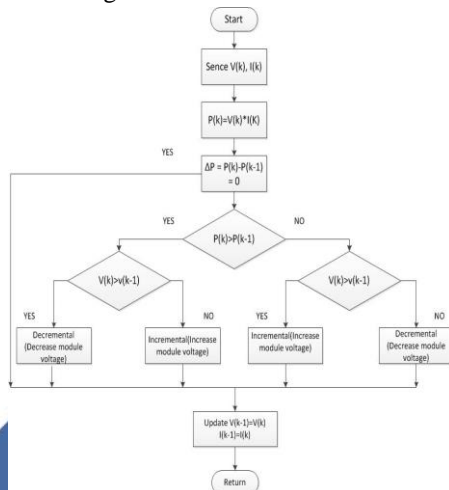 Start
Sence V(k), I(k)
P(k)=V(k)*I(K)
YES
ΔP = P(k)-P(k-1)
= 0
YES
NO
P(k)>P(k-1)
V(k)>v(k-1)
V(k)>v(k-1)
YES
NO
YES
NO
Decremental
(Decrease module
voltage)
Incremental(Increase
module voltage)
Incremental(Increase
module voltage)
Decremental
(Decrease module
voltage)
Update V(k-1)=V(k)
I(k-1)=I(k)
Return